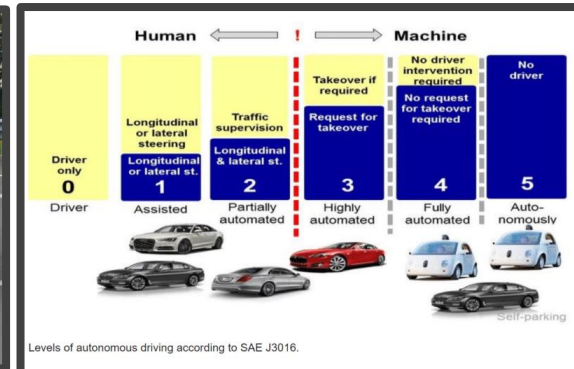 Human
!
Machine
Driver
only
0
Driver
Longitudinal
or lateral
steering
Longitudinal
or lateral st.
1
Assisted
Traffic
supervision
Longitudinal
& lateral st.
2
Partially
automated
Takeover if
required
Request for
takeover
3
Highly
automated
No driver
intervention
required
No request
for takeover
required
4
Fully
automated
No
driver
5
Auto-
nomously
Self-parking
Levels of autonomous driving according to SAE J3016.